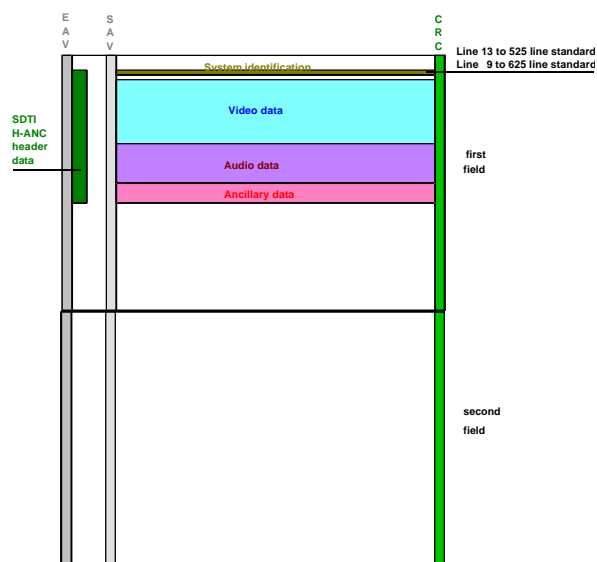 E
A
V
S
A
V
C
R
C
Line 13 to 525 line standard
Line 9 to 625 line standard
System identification
Video data
SDTI
H-ANC
header
data
Audio data
first
field
Ancillary data
second
field